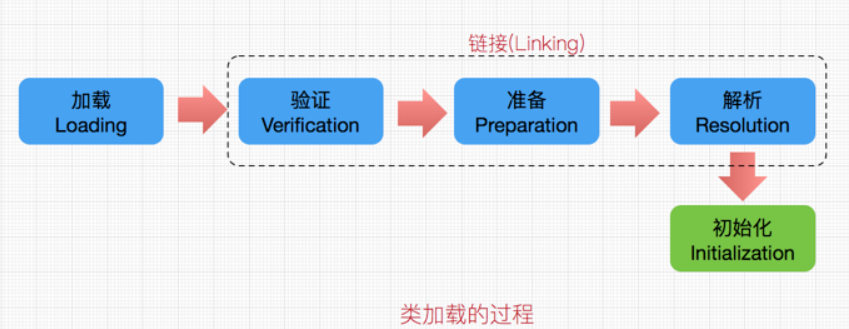 链接(Linking)
加载
Loading
验证
Verification
准备
Preparation
解析
Resolution
初始化
Initialization
类加载的过程